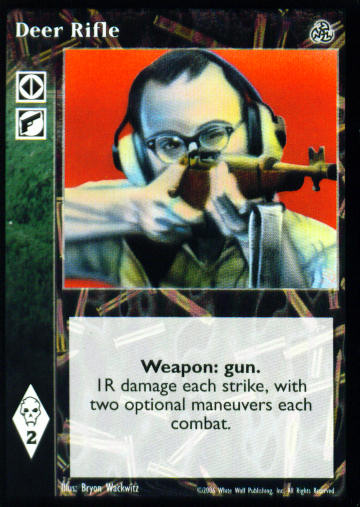 Deer Rifle
Weapon: gun.
1R damage each strike, with
two optional maneuvers each
combat.
2
Illus: Bryon Wackwitz
©2006 White Wolf Publishing, Inc. All Rights Reserved.